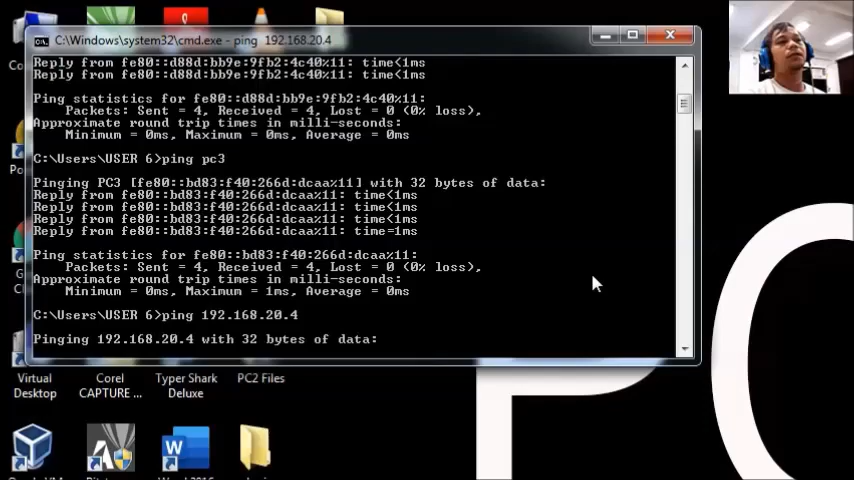 C:\Windows\system32\cmd.exe - ping 192.168.20.4
Reply from fe80::d88d:bb9e:9fb2:4c40%11: time<1ms
Reply from fe80::d88d:bb9e:9fb2:4c40%11: time<1ms
Ping statistics for fe80::d88d:bb9e:9fb2:4c40%11:
Packets: Sent = 4, Received = 4, Lost = 0 (0% loss),
Approximate round trip times in milli-seconds:
Minimum = 0ms, Maximum = 0ms, Average = 0ms
C:\Users\USER 6>ping pc3
Pinging PC3 [fe80::bd83:f40:266d:dcaa%11] with 32 bytes of data:
Reply from fe80::bd83:f40:266d:dcaa%11: time<1ms
Reply from fe80::bd83:f40:266d:dcaa%11: time<1ms
Reply from fe80::bd83:f40:266d:dcaa%11: time<1ms
Reply from fe80::bd83:f40:266d:dcaa%11: time=1ms
Ping statistics for fe80::bd83:f40:266d:dcaa%11:
Packets: Sent = 4, Received = 4, Lost = 0 (0% loss),
Approximate round trip times in milli-seconds:
Minimum = 0ms, Maximum = 1ms, Average = 0ms
C:\Users\USER 6>ping 192.168.20.4
Pinging 192.168.20.4 with 32 bytes of data:
Virtual Desktop
Corel CAPTURE ...
Typer Shark Deluxe
PC2 Files